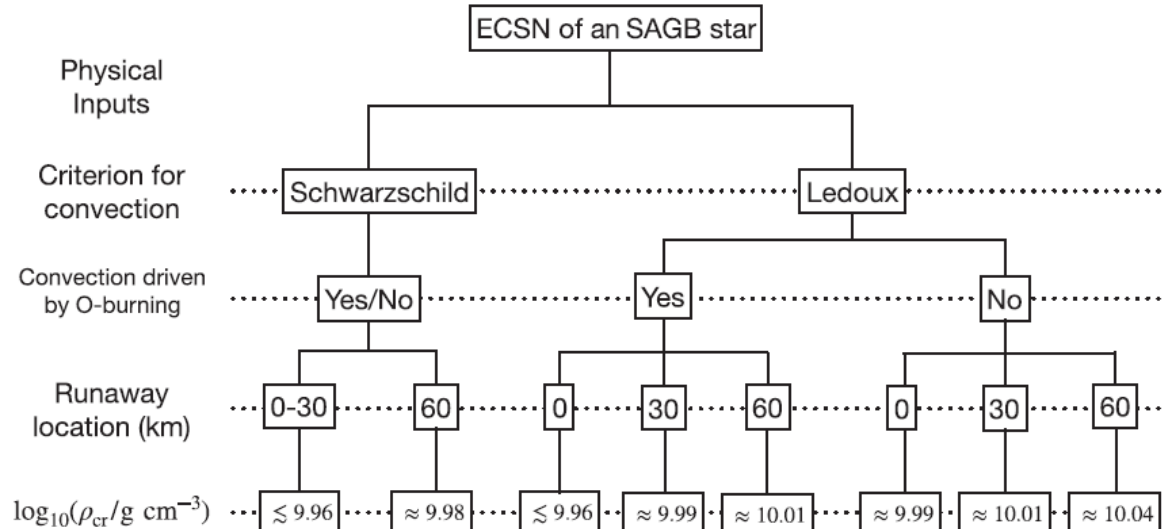 ECSN of an SAGB star
Physical
Inputs
Criterion for
convection
Schwarzschild
Ledoux
Convection driven
by O-burning
Yes/No
Yes
No
Runaway
location (km)
0-30
60
0
30
60
0
30
60
log₁₀(ρ_cr/g cm⁻³)
≲ 9.96
≈ 9.98
≲ 9.96
≈ 9.99
≈ 10.01
≈ 9.99
≈ 10.01
≈ 10.04